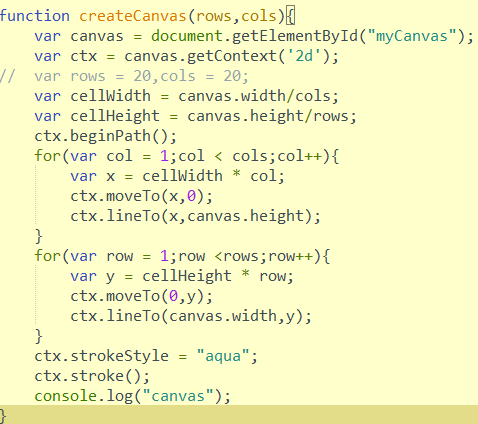 function createCanvas(rows,cols){
    var canvas = document.getElementById("myCanvas");
    var ctx = canvas.getContext('2d');
//  var rows = 20,cols = 20;
    var cellWidth = canvas.width/cols;
    var cellHeight = canvas.height/rows;
    ctx.beginPath();
    for(var col = 1;col < cols;col++){
        var x = cellWidth * col;
        ctx.moveTo(x,0);
        ctx.lineTo(x,canvas.height);
    }
    for(var row = 1;row <rows;row++){
        var y = cellHeight * row;
        ctx.moveTo(0,y);
        ctx.lineTo(canvas.width,y);
    }
    ctx.strokeStyle = "aqua";
    ctx.stroke();
    console.log("canvas");
}